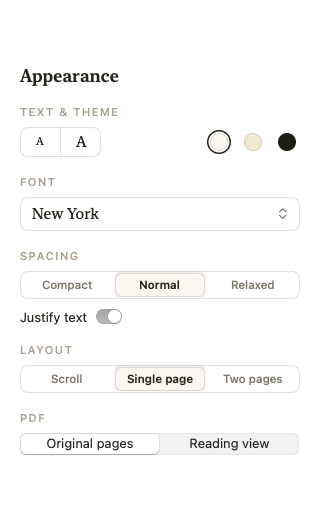 Appearance
TEXT & THEME
A A
FONT
New York
SPACING
Compact Normal Relaxed
Justify text
LAYOUT
Scroll Single page Two pages
PDF
Original pages Reading view